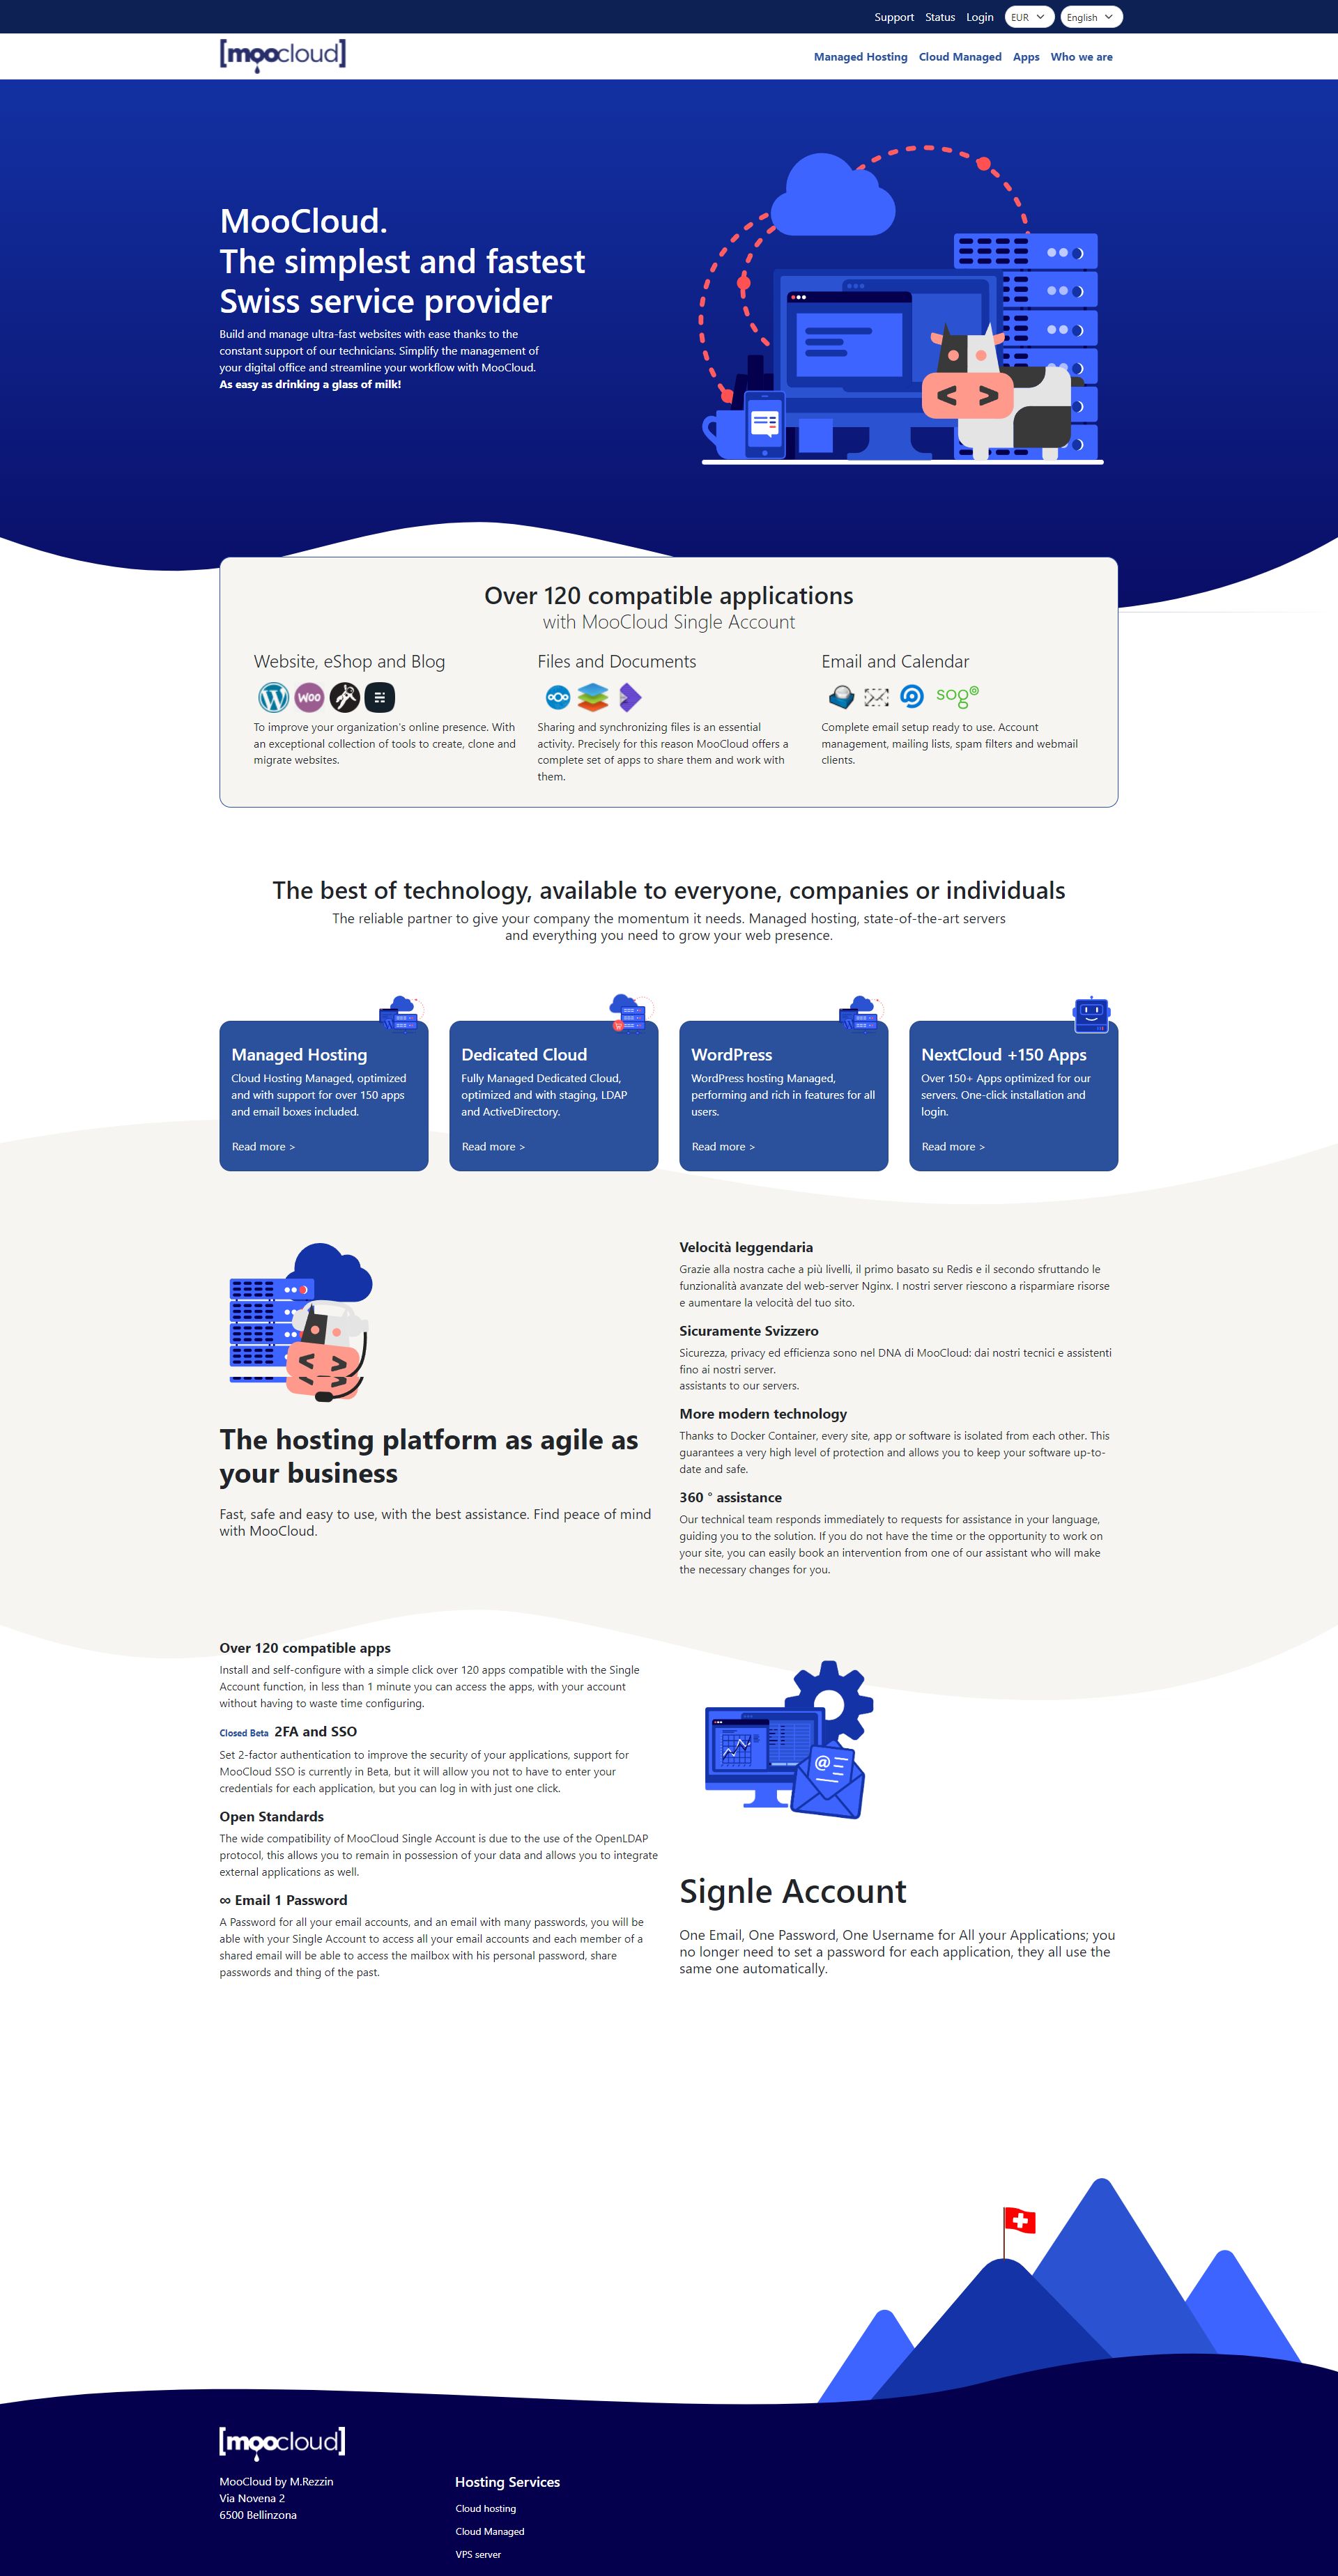 Support Status Login EUR English
[moocloud]
Managed Hosting Cloud Managed Apps Who we are
MooCloud.
The simplest and fastest
Swiss service provider
Build and manage ultra-fast websites with ease thanks to the
constant support of our technicians. Simplify the management of
your digital office and streamline your workflow with MooCloud.
As easy as drinking a glass of milk!
Over 120 compatible applications
with MooCloud Single Account
Website, eShop and Blog
WOO
To improve your organization's online presence. With
an exceptional collection of tools to create, clone and
migrate websites.
Files and Documents
Sharing and synchronizing files is an essential
activity. Precisely for this reason MooCloud offers a
complete set of apps to share them and work with
them.
Email and Calendar
sogo
Complete email setup ready to use. Account
management, mailing lists, spam filters and webmail
clients.
The best of technology, available to everyone, companies or individuals
The reliable partner to give your company the momentum it needs. Managed hosting, state-of-the-art servers
and everything you need to grow your web presence.
Managed Hosting
Cloud Hosting Managed, optimized
and with support for over 150 apps
and email boxes included.
Read more >
Dedicated Cloud
Fully Managed Dedicated Cloud,
optimized and with staging, LDAP
and ActiveDirectory.
Read more >
WordPress
WordPress hosting Managed,
performing and rich in features for all
users.
Read more >
NextCloud +150 Apps
Over 150+ Apps optimized for our
servers. One-click installation and
login.
Read more >
The hosting platform as agile as
your business
Fast, safe and easy to use, with the best assistance. Find peace of mind
with MooCloud.
Velocità leggendaria
Grazie alla nostra cache a più livelli, il primo basato su Redis e il secondo sfruttando le
funzionalità avanzate del web-server Nginx. I nostri server riescono a risparmiare risorse
e aumentare la velocità del tuo sito.
Sicuramente Svizzero
Sicurezza, privacy ed efficienza sono nel DNA di MooCloud: dai nostri tecnici e assistenti
fino ai nostri server.
assistants to our servers.
More modern technology
Thanks to Docker Container, every site, app or software is isolated from each other. This
guarantees a very high level of protection and allows you to keep your software up-to-
date and safe.
360 ° assistance
Our technical team responds immediately to requests for assistance in your language,
guiding you to the solution. If you do not have the time or the opportunity to work on
your site, you can easily book an intervention from one of our assistant who will make
the necessary changes for you.
Over 120 compatible apps
Install and self-configure with a simple click over 120 apps compatible with the Single
Account function, in less than 1 minute you can access the apps, with your account
without having to waste time configuring.
Closed Beta 2FA and SSO
Set 2-factor authentication to improve the security of your applications, support for
MooCloud SSO is currently in Beta, but it will allow you not to have to enter your
credentials for each application, but you can log in with just one click.
Open Standards
The wide compatibility of MooCloud Single Account is due to the use of the OpenLDAP
protocol, this allows you to remain in possession of your data and allows you to integrate
external applications as well.
∞ Email 1 Password
A Password for all your email accounts, and an email with many passwords, you will be
able with your Single Account to access all your email accounts and each member of a
shared email will be able to access the mailbox with his personal password, share
passwords and thing of the past.
Signle Account
One Email, One Password, One Username for All your Applications; you
no longer need to set a password for each application, they all use the
same one automatically.
[moocloud]
MooCloud by M.Rezzin
Via Novena 2
6500 Bellinzona
Hosting Services
Cloud hosting
Cloud Managed
VPS server